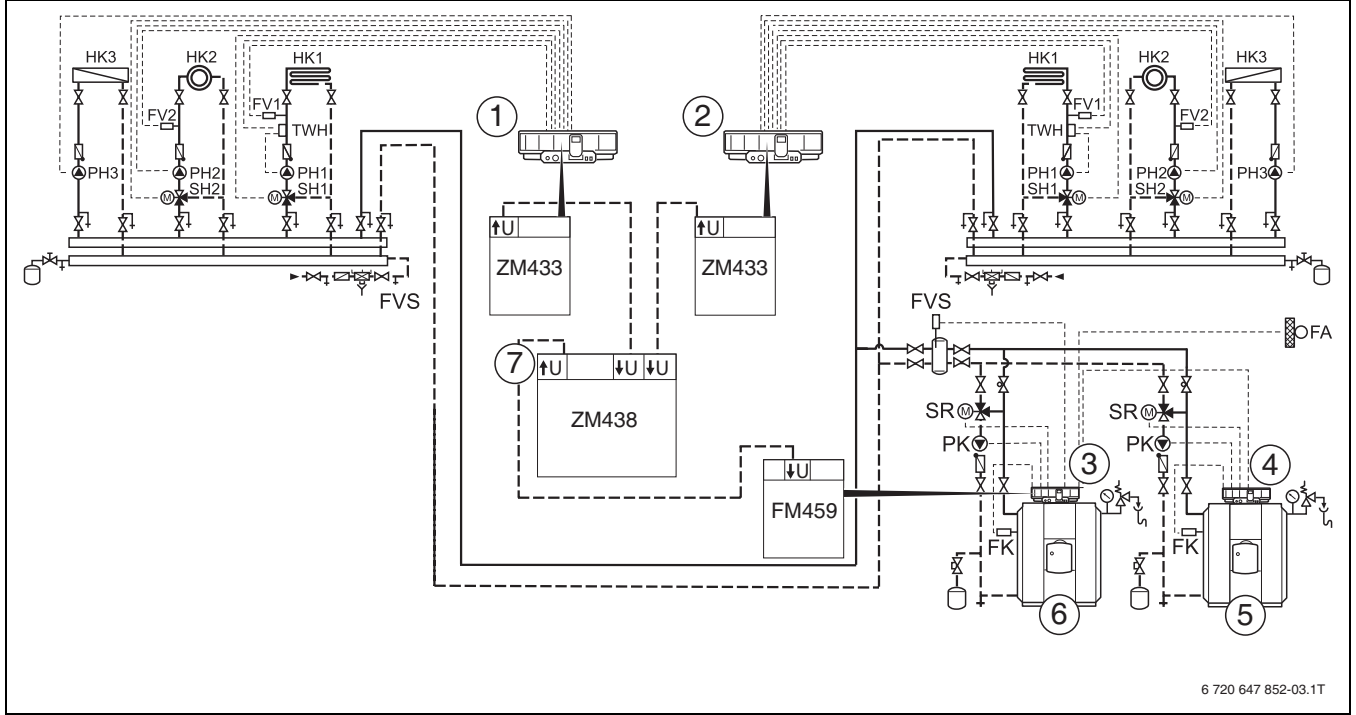 HK3
HK2
HK1
HK1
HK2
HK3
FV2
FV1
FV1
FV2
1
2
TWH
TWH
PH3
PH2
PH1
PH1
PH2
PH3
SH2
SH1
SH1
SH2
M
M
M
M
↑U
↑U
ZM433
ZM433
FVS
FVS
FA
7
↑U
↓U
↓U
ZM438
SR
M
SR
M
PK
PK
3
4
↓U
FM459
FK
FK
6
5
6 720 647 852-03.1T